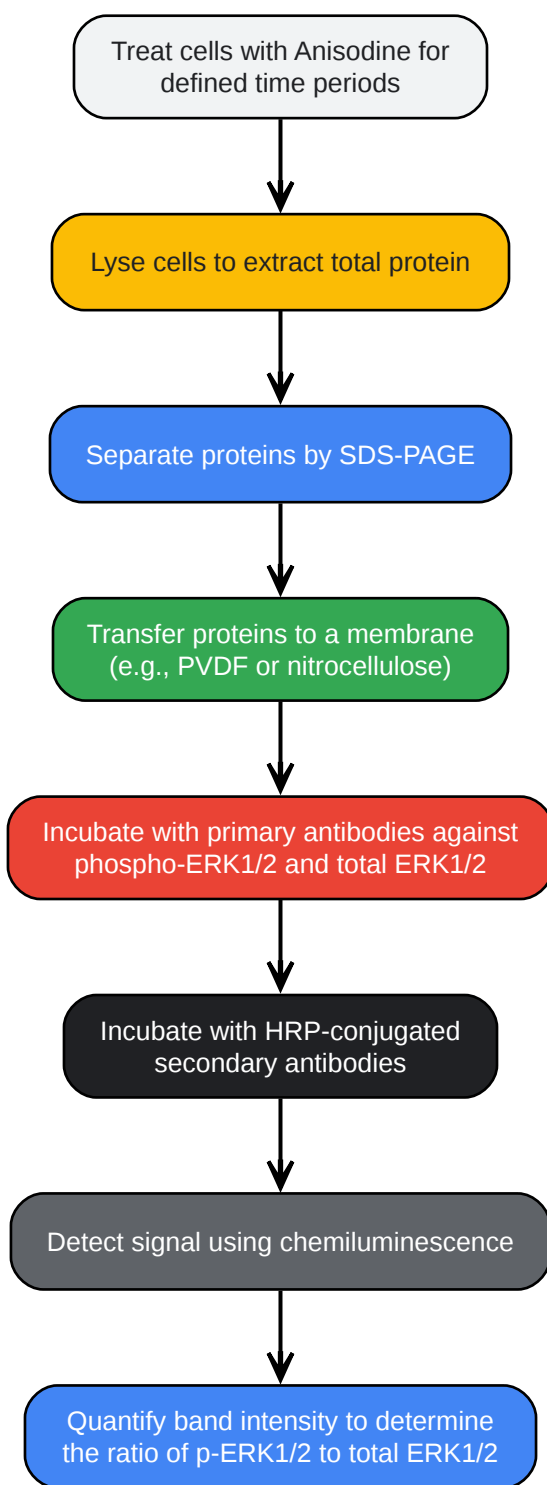 Treat cells with Anisodine for
defined time periods
Lyse cells to extract total protein
Separate proteins by SDS-PAGE
Transfer proteins to a membrane
(e.g., PVDF or nitrocellulose)
Incubate with primary antibodies against
phospho-ERK1/2 and total ERK1/2
Incubate with HRP-conjugated
secondary antibodies
Detect signal using chemiluminescence
Quantify band intensity to determine
the ratio of p-ERK1/2 to total ERK1/2